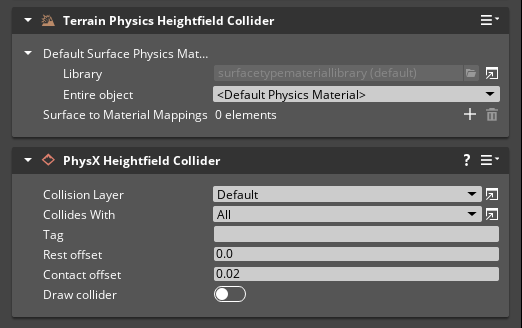 Terrain Physics Heightfield Collider
Default Surface Physics Mat...
Library surfacetypemateriallibrary (default)
Entire object <Default Physics Material>
Surface to Material Mappings 0 elements
PhysX Heightfield Collider ?
Collision Layer Default
Collides With All
Tag
Rest offset 0.0
Contact offset 0.02
Draw collider